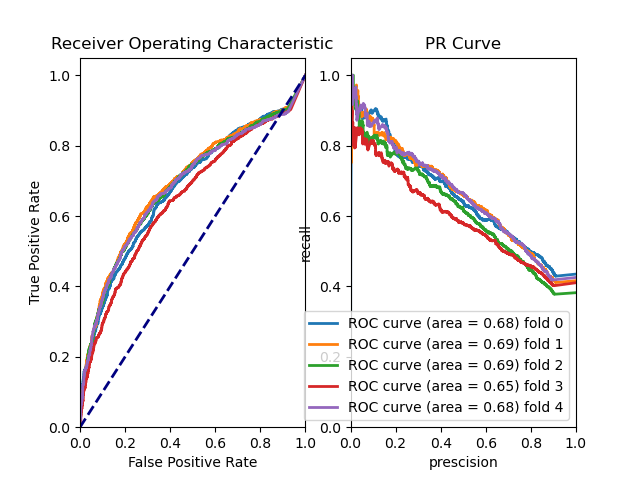 Receiver Operating Characteristic
PR Curve
1.0
0.8
0.6
0.4
0.2
0.0
True Positive Rate
0.0 0.2 0.4 0.6 0.8 1.0
False Positive Rate
1.0
0.8
0.6
0.4
0.2
0.0
recall
0.0 0.2 0.4 0.6 0.8 1.0
prescision
ROC curve (area = 0.68) fold 0
ROC curve (area = 0.69) fold 1
ROC curve (area = 0.69) fold 2
ROC curve (area = 0.65) fold 3
ROC curve (area = 0.68) fold 4